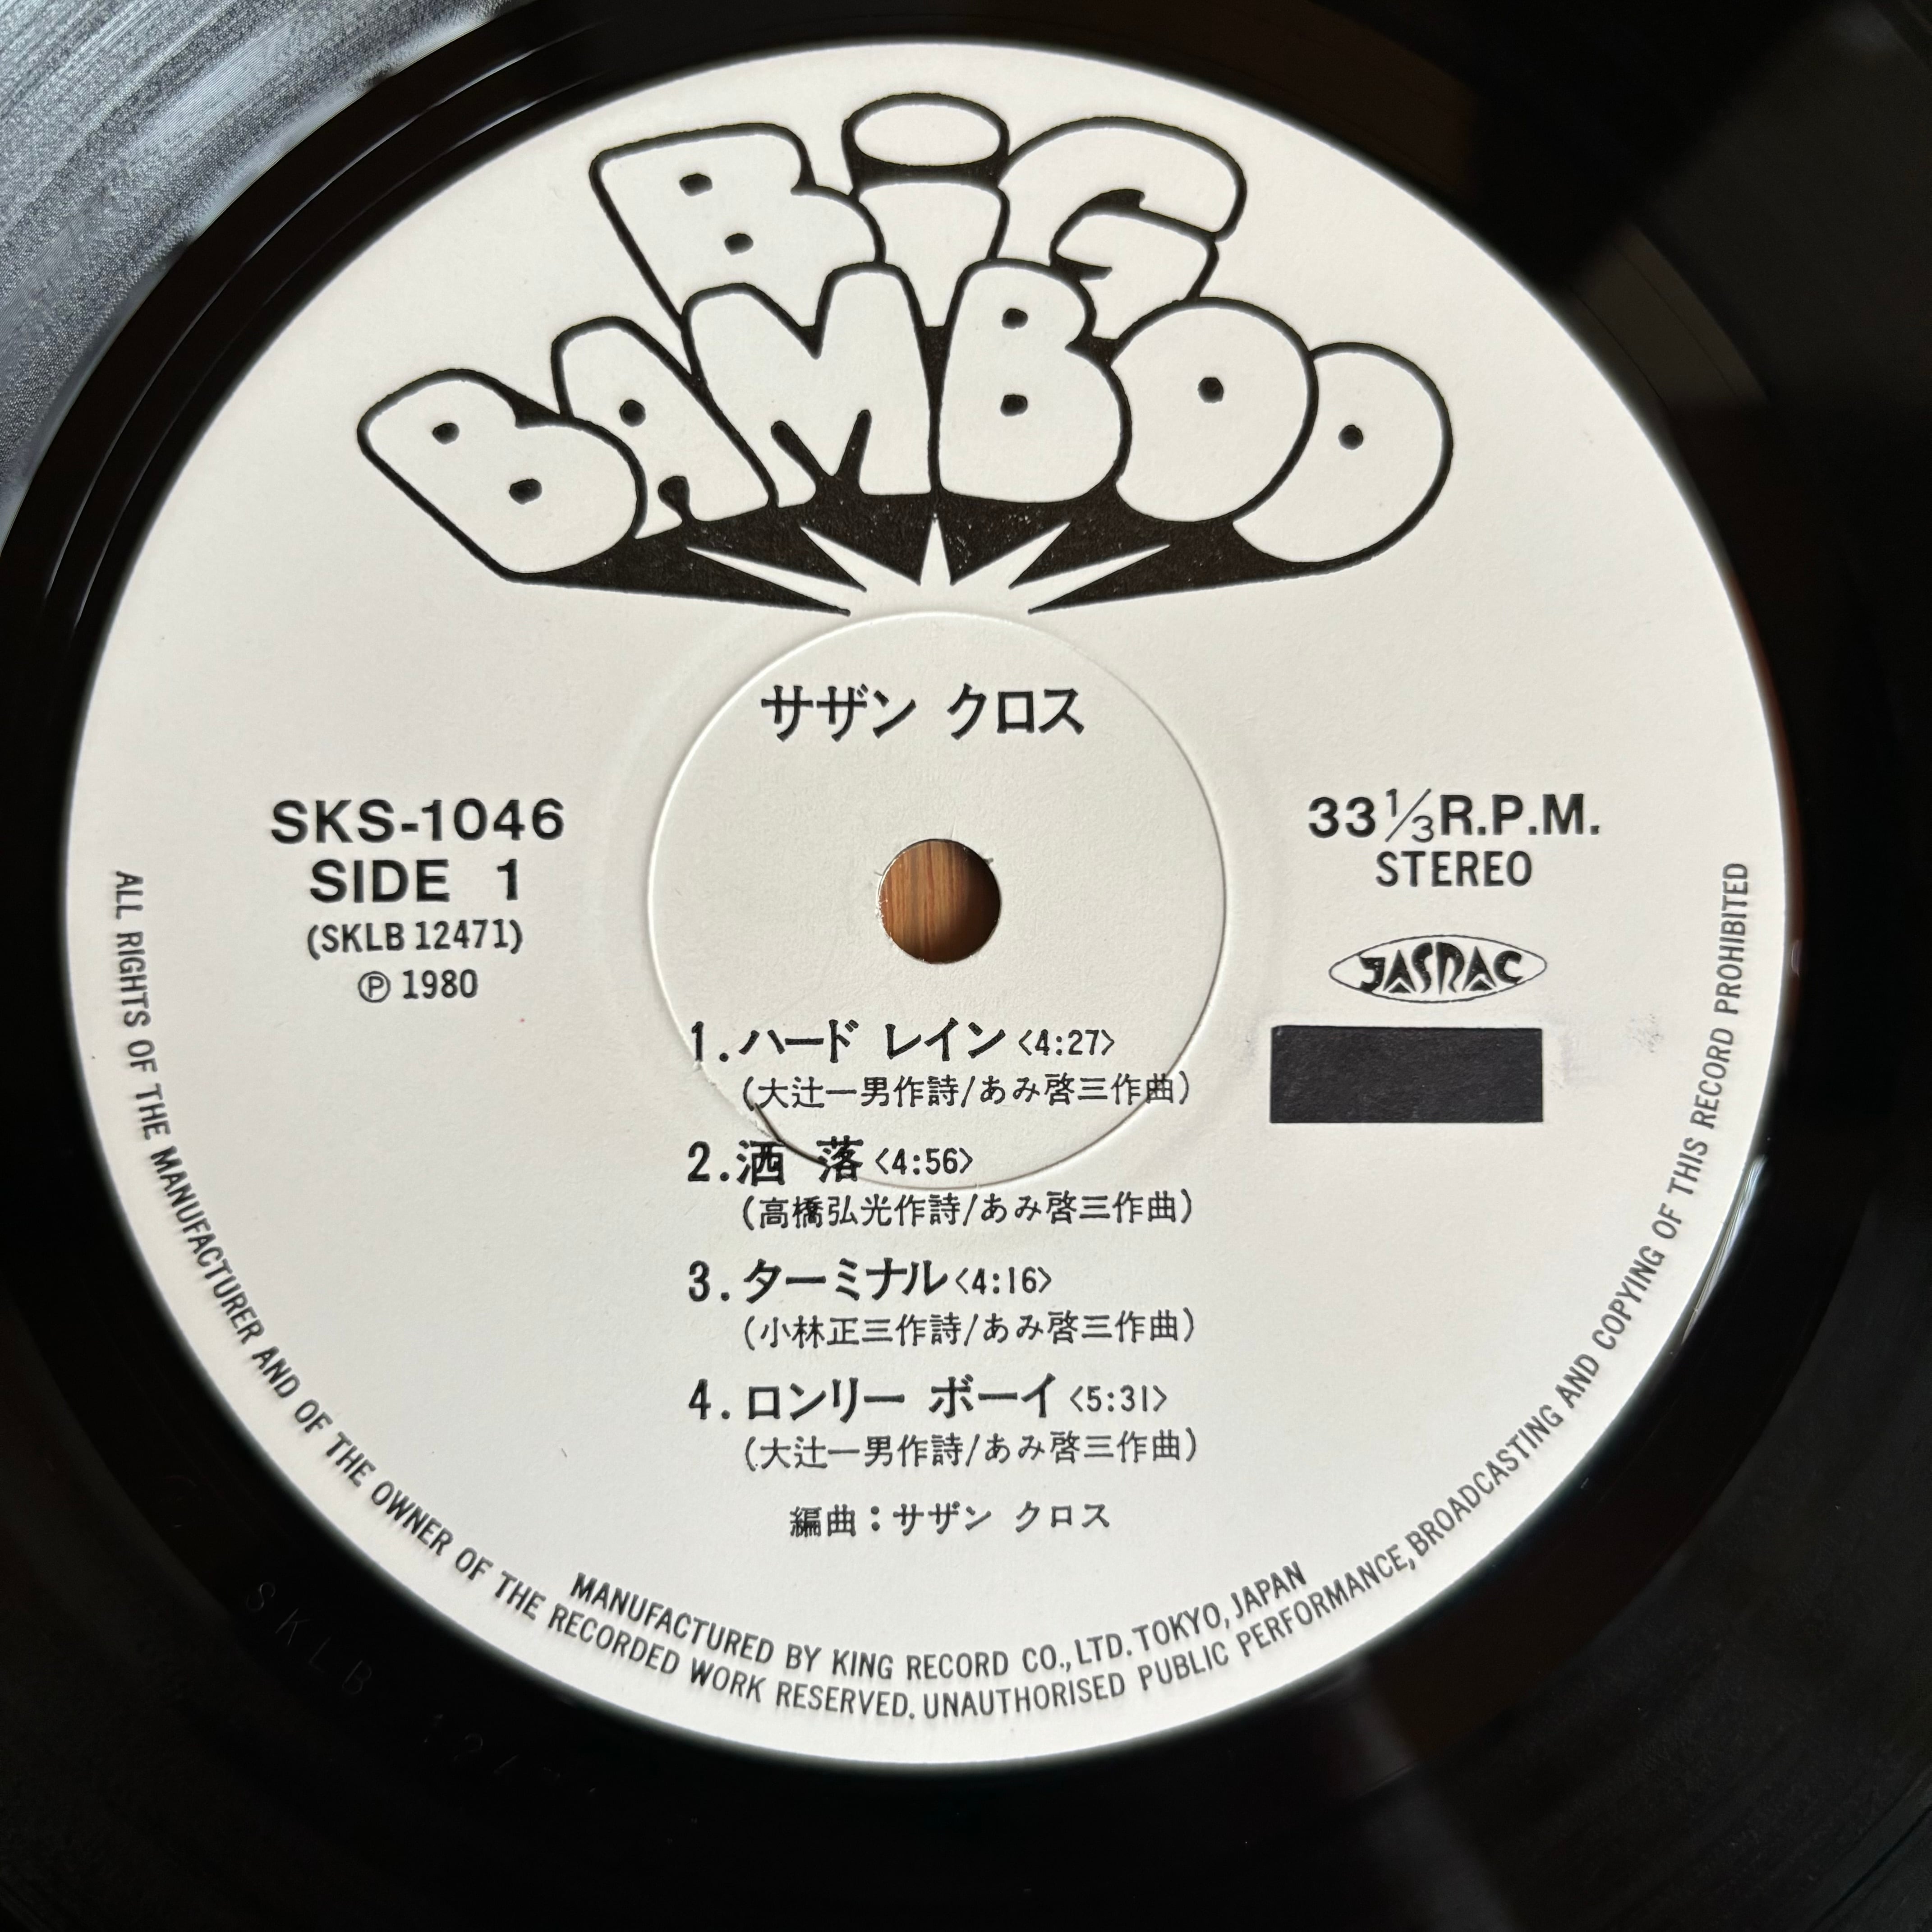 BiG
BAMBOO
サザン クロス
SKS-1046
SIDE 1
(SKLB 12471)
Ⓟ 1980
33⅓R.P.M.
STEREO
JASRAC
1.ハード レイン〈4:27〉
(大辻一男作詩/あみ啓三作曲)
2.洒 落〈4:56〉
(高橋弘光作詩/あみ啓三作曲)
3.ターミナル〈4:16〉
(小林正三作詩/あみ啓三作曲)
4.ロンリー ボーイ〈5:31〉
(大辻一男作詩/あみ啓三作曲)
編曲:サザン クロス
MANUFACTURED BY KING RECORD CO., LTD. TOKYO, JAPAN
ALL RIGHTS OF THE MANUFACTURER AND OF THE OWNER OF THE RECORDED WORK RESERVED. UNAUTHORISED PUBLIC PERFORMANCE, BROADCASTING AND COPYING OF THIS RECORD PROHIBITED
SKLB